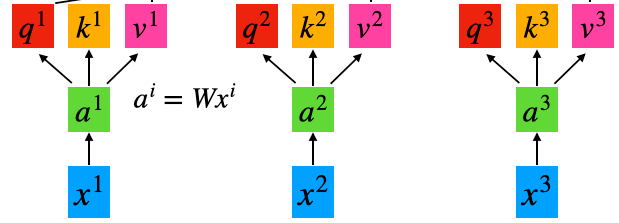 q¹ k¹ v¹ q² k² v² q³ k³ v³
a¹ aⁱ = Wxⁱ a² a³
x¹ x² x³